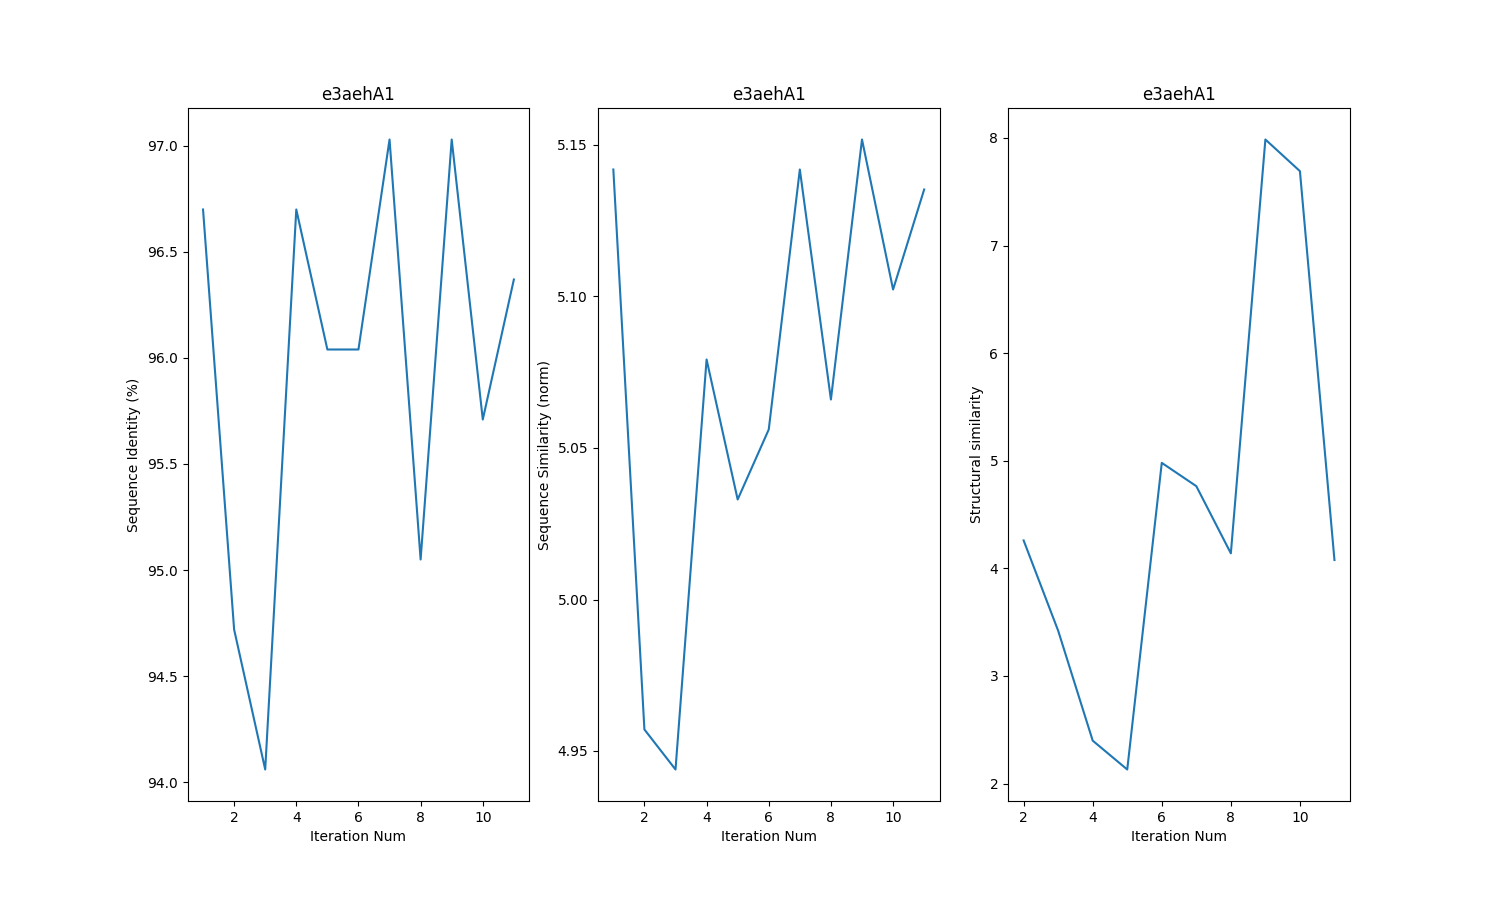 e3aehA1
97.0
96.5
96.0
95.5
95.0
94.5
94.0
Sequence Identity (%)
2 4 6 8 10
Iteration Num
e3aehA1
5.15
5.10
5.05
5.00
4.95
Sequence Similarity (norm)
2 4 6 8 10
Iteration Num
e3aehA1
8
7
6
5
4
3
2
Structural similarity
2 4 6 8 10
Iteration Num